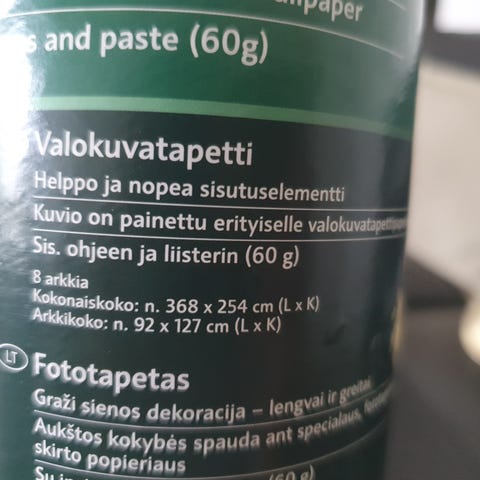 wallpaper
s and paste (60g)
Valokuvatapetti
Helppo ja nopea sisutuselementti
Kuvio on painettu erityiselle
Sis. ohjeen ja liisterin (60 g)
8 arkkia
Kokonaiskoko: n. 368 x 254 cm (L x K)
Arkkikoko: n. 92 x 127 cm (L x K)
LT
Fototapetas
Graži sienos dekoracija – lengvai ir greitai
Aukštos kokybės spauda ant specialaus,
skirto popieriaus
(60 g)